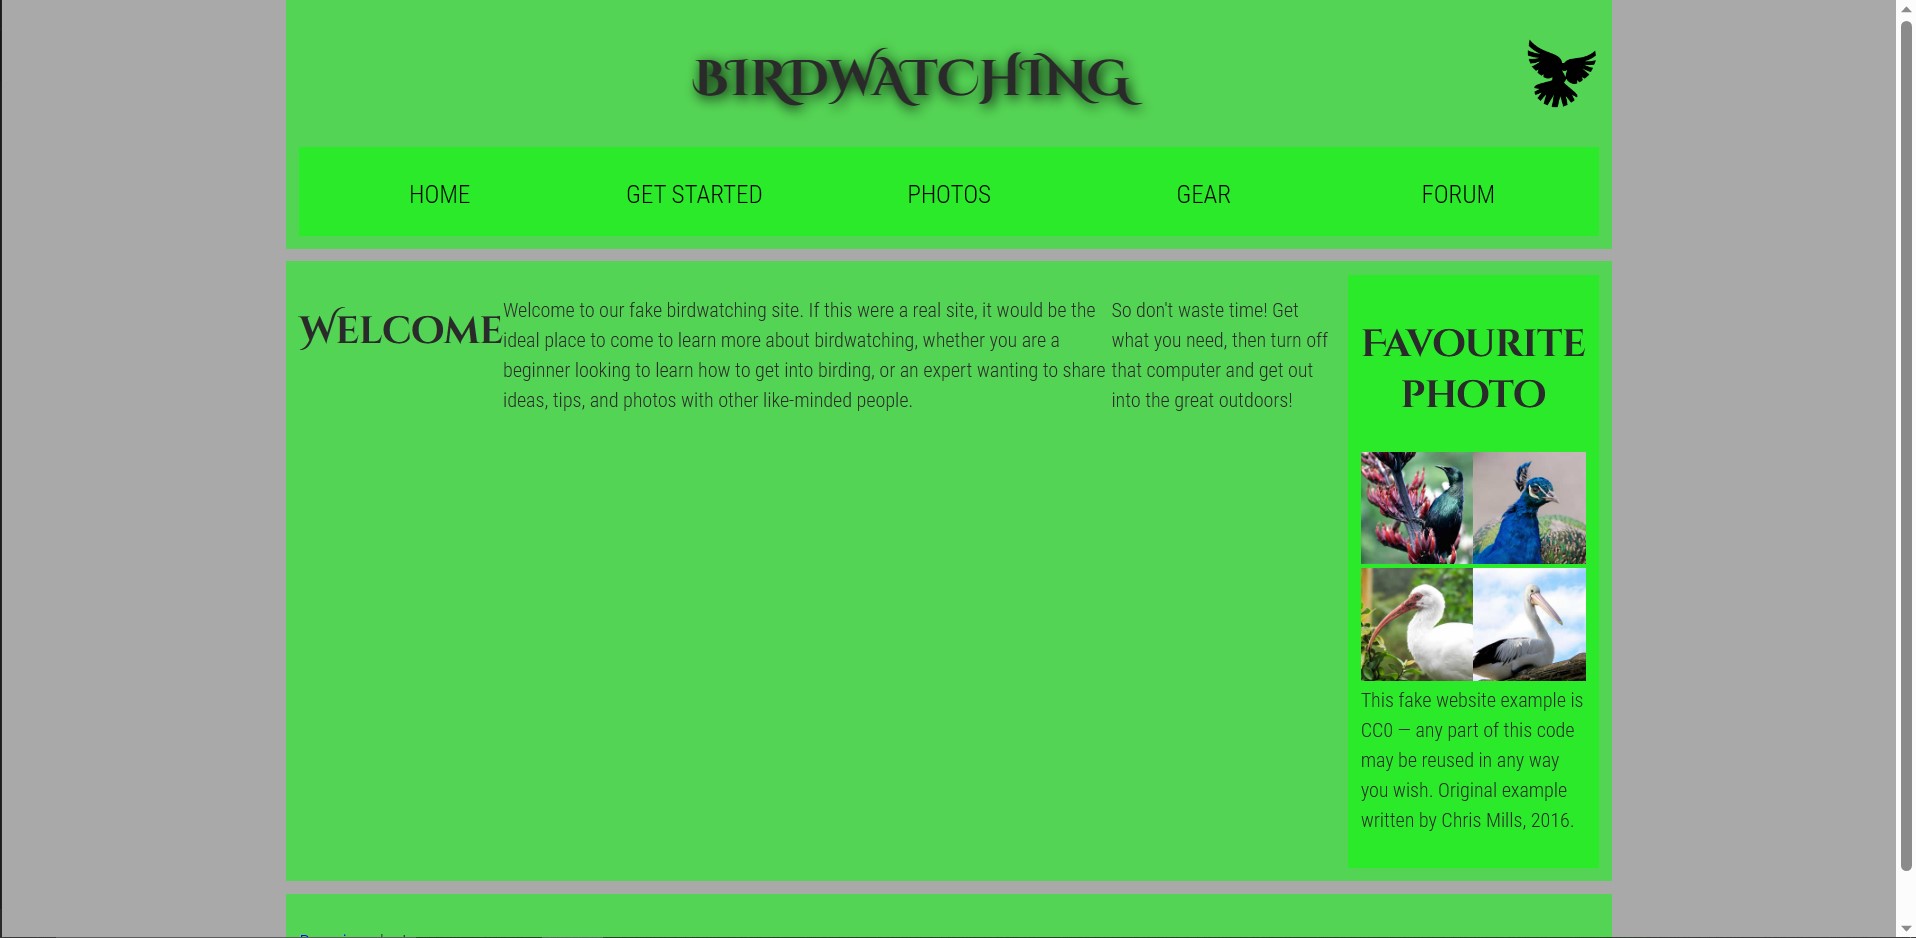 BIRDWATCHING
HOME
GET STARTED
PHOTOS
GEAR
FORUM
WELCOME
Welcome to our fake birdwatching site. If this were a real site, it would be the
ideal place to come to learn more about birdwatching, whether you are a
beginner looking to learn how to get into birding, or an expert wanting to share
ideas, tips, and photos with other like-minded people.
So don't waste time! Get
what you need, then turn off
that computer and get out
into the great outdoors!
FAVOURITE
PHOTO
This fake website example is
CC0 — any part of this code
may be reused in any way
you wish. Original example
written by Chris Mills, 2016.